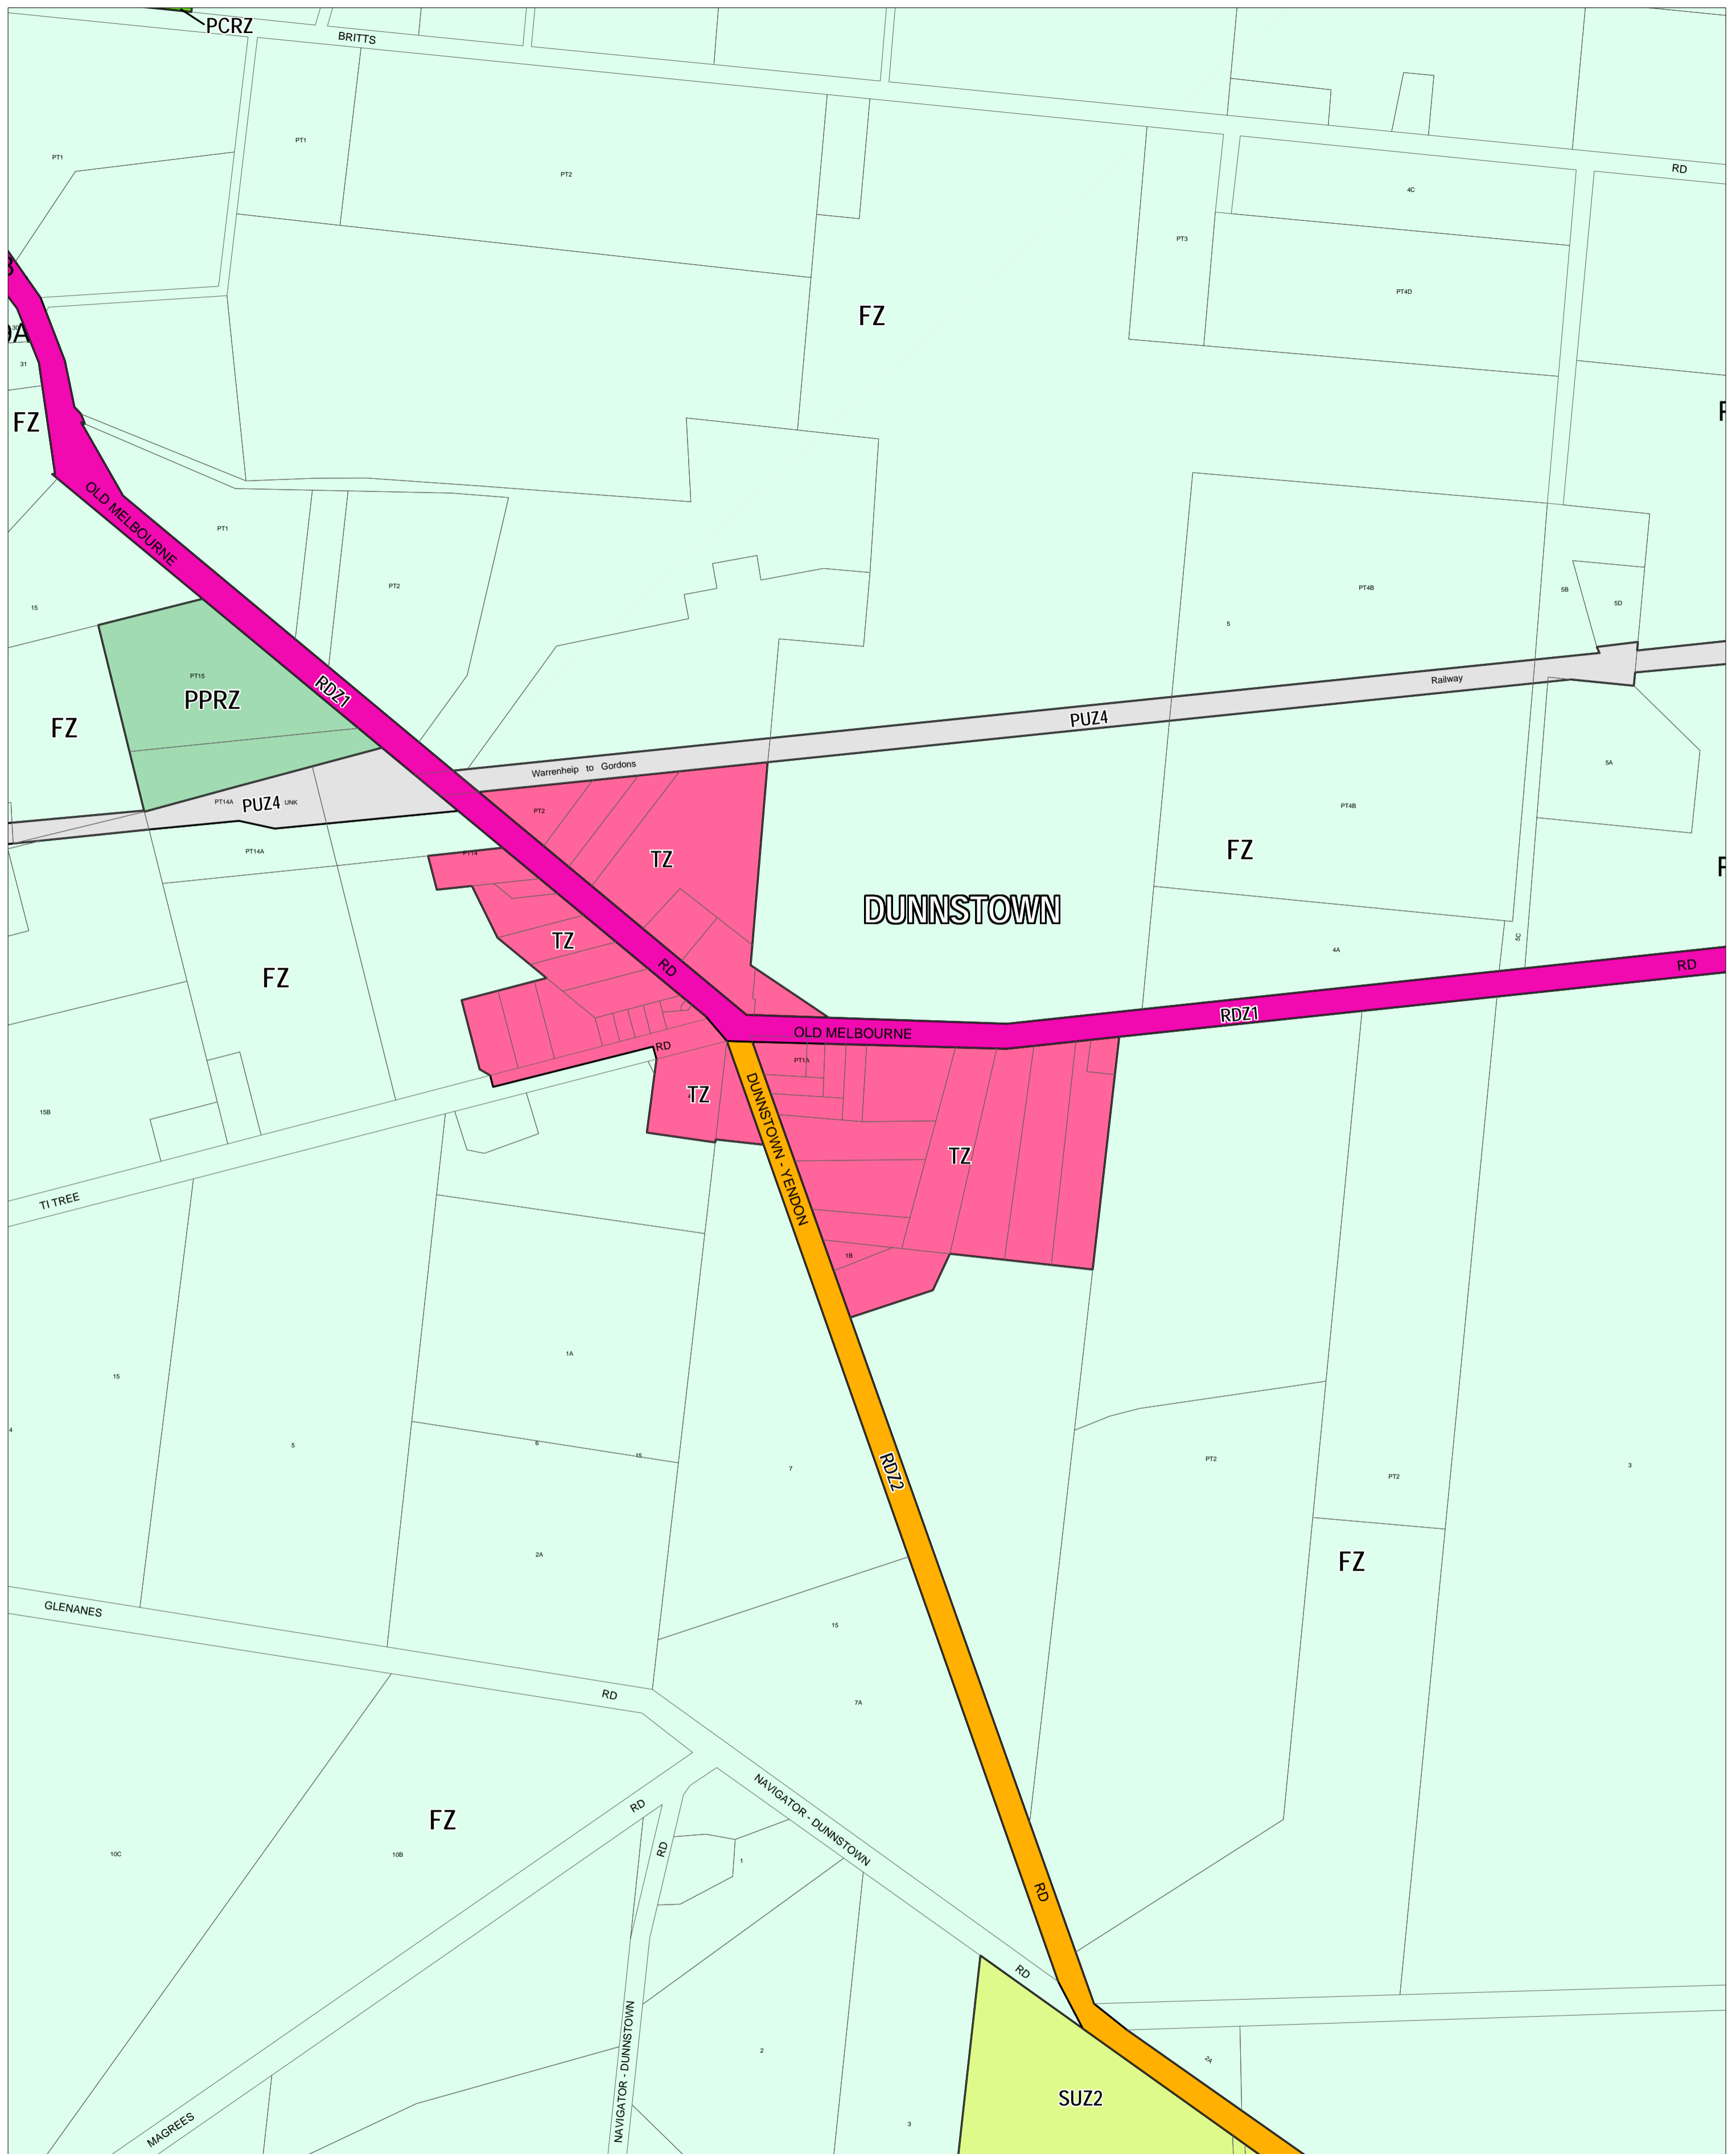 PCRZ
BRITTS
RD
PT1
PT1
PT2
4C
PT3
PT4D
FZ
31
FZ
OLD MELBOURNE
PT1
PT2
PT4B
5B
5D
5
15
PT15
PPRZ
RDZ1
FZ
Railway
PUZ4
Warrenheip to Gordons
5A
PT14A
PUZ4
UNK
PT2
PT4B
PT14A
PT14
TZ
FZ
DUNNSTOWN
TZ
4A
5C
FZ
RD
RD
RDZ1
OLD MELBOURNE
RD
PT1A
TZ
DUNNSTOWN - YENDON
15B
TZ
TI TREE
1B
1A
15
4
5
6
15
7
RDZ2
PT2
PT2
3
2A
FZ
GLENANES
15
RD
7A
NAVIGATOR - DUNNSTOWN
RD
FZ
RD
10C
10B
1
RD
RD
NAVIGATOR - DUNNSTOWN
2
2A
SUZ2
MAGREES
3